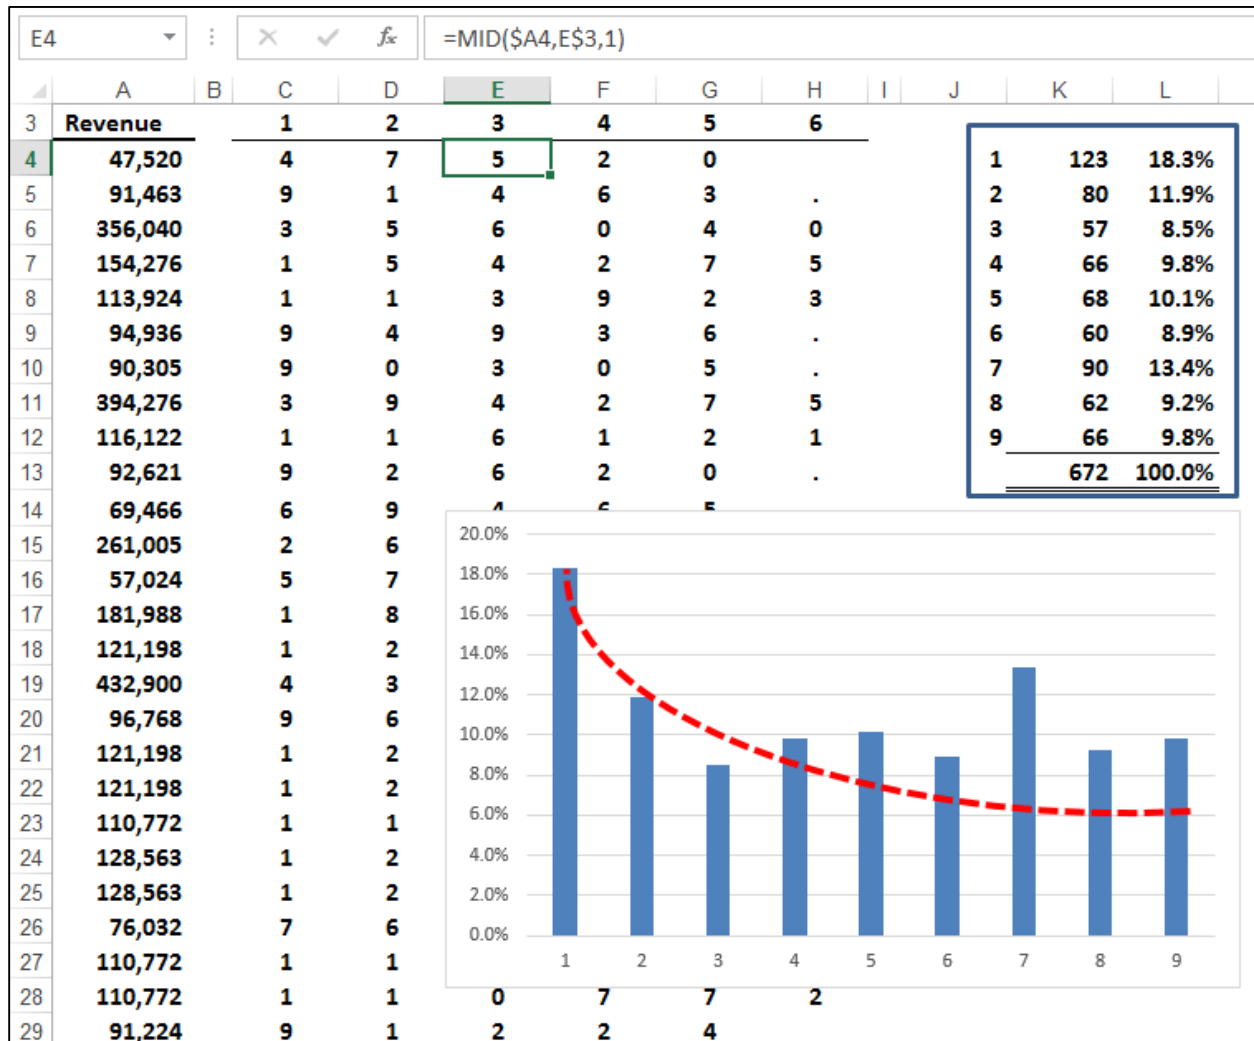 E4 fx =MID($A4,E$3,1)
A B C D E F G H I J K L
3 Revenue 1 2 3 4 5 6
4 47,520 4 7 5 2 0 1 123 18.3%
5 91,463 9 1 4 6 3 . 2 80 11.9%
6 356,040 3 5 6 0 4 0 3 57 8.5%
7 154,276 1 5 4 2 7 5 4 66 9.8%
8 113,924 1 1 3 9 2 3 5 68 10.1%
9 94,936 9 4 9 3 6 . 6 60 8.9%
10 90,305 9 0 3 0 5 . 7 90 13.4%
11 394,276 3 9 4 2 7 5 8 62 9.2%
12 116,122 1 1 6 1 2 1 9 66 9.8%
13 92,621 9 2 6 2 0 . 672 100.0%
14 69,466 6 9 4 6 5
15 261,005 2 6
16 57,024 5 7
17 181,988 1 8
18 121,198 1 2
19 432,900 4 3
20 96,768 9 6
21 121,198 1 2
22 121,198 1 2
23 110,772 1 1
24 128,563 1 2
25 128,563 1 2
26 76,032 7 6
27 110,772 1 1
28 110,772 1 1 0 7 7 2
29 91,224 9 1 2 2 4
20.0%
18.0%
16.0%
14.0%
12.0%
10.0%
8.0%
6.0%
4.0%
2.0%
0.0%
1 2 3 4 5 6 7 8 9